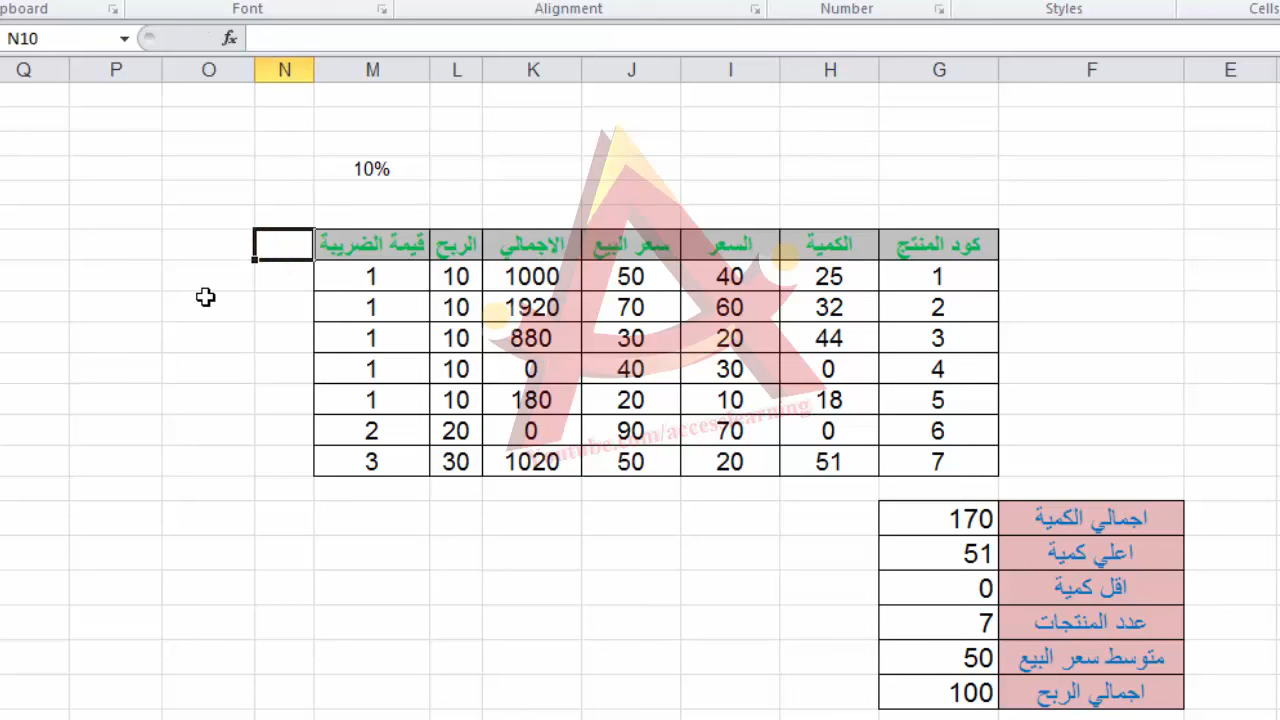 pboard Font Alignment Number Styles Cells
N10 fx
Q P O N M L K J I H G F E
10%
كود المنتج الكمية السعر سعر البيع الاجمالي الربح قيمة الضريبة
1 25 40 50 1000 10 1
2 32 60 70 1920 10 1
3 44 20 30 880 10 1
4 0 30 40 0 10 1
5 18 10 20 180 10 1
6 0 70 90 0 20 2
7 51 20 50 1020 30 3
Youtube.com/accesslearning
اجمالي الكمية 170
اعلي كمية 51
اقل كمية 0
عدد المنتجات 7
متوسط سعر البيع 50
اجمالي الربح 100